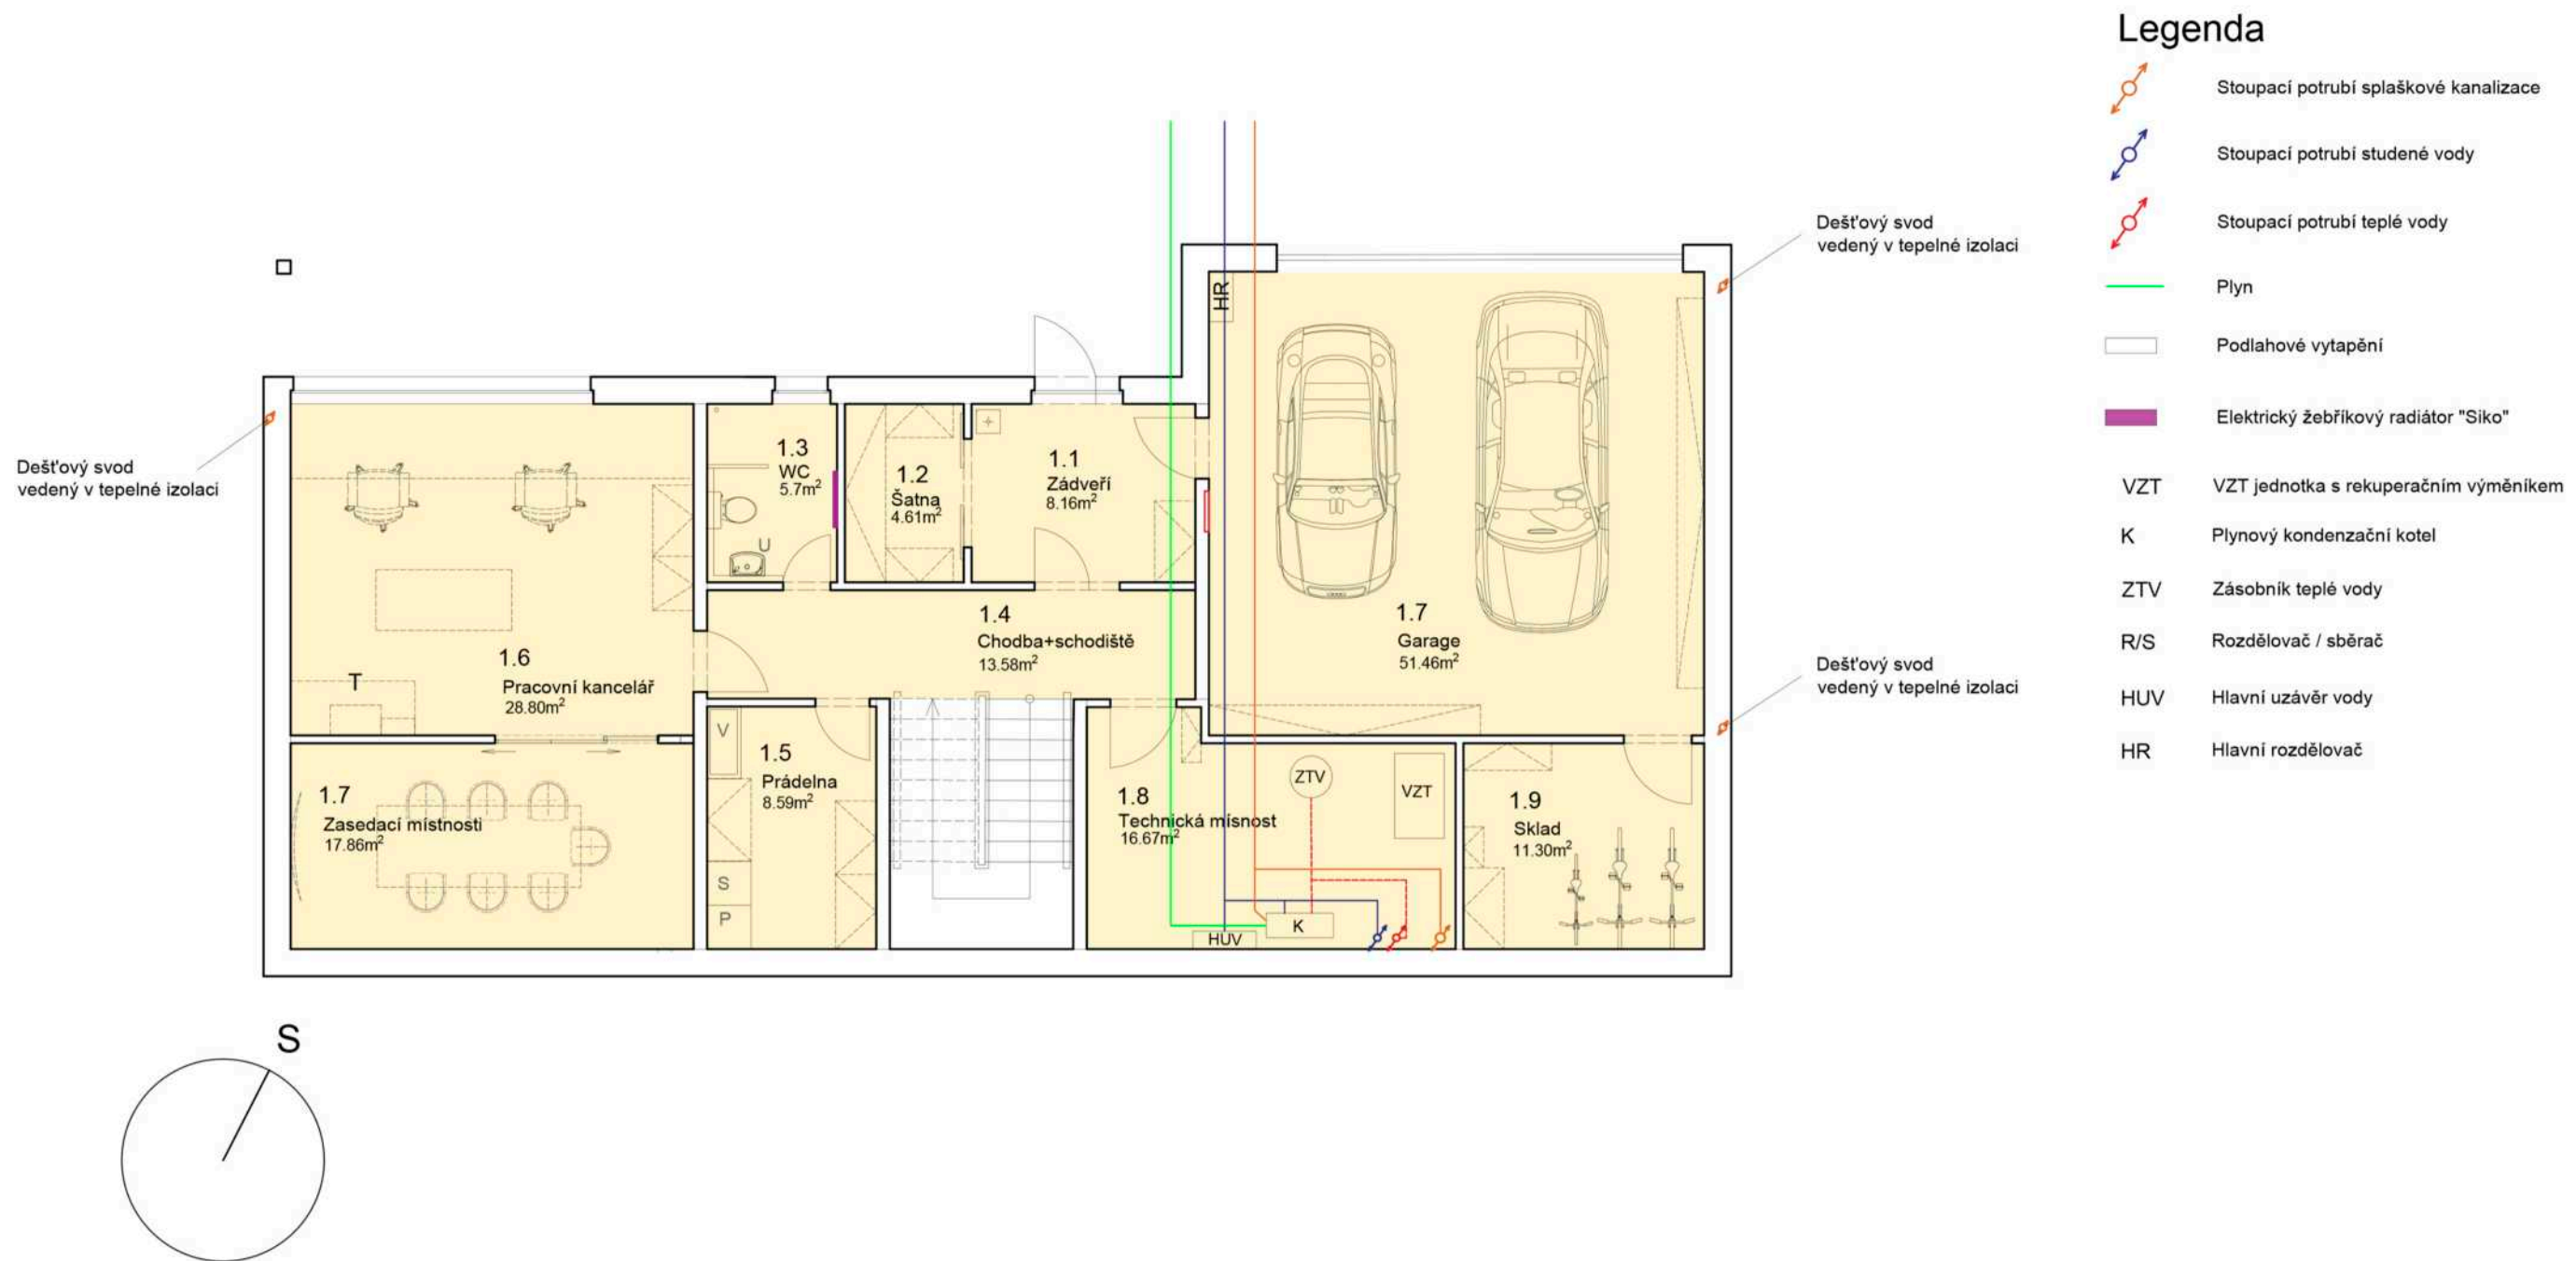 Legenda
Stoupací potrubí splaškové kanalizace
Stoupací potrubí studené vody
Stoupací potrubí teplé vody
Plyn
Podlahové vytapění
Elektrický žebříkový radiátor "Siko"
VZT VZT jednotka s rekuperačním výměníkem
K Plynový kondenzační kotel
ZTV Zásobník teplé vody
R/S Rozdělovač / sběrač
HUV Hlavní uzávěr vody
HR Hlavní rozdělovač
Dešťový svod
vedený v tepelné izolaci
Dešťový svod
vedený v tepelné izolaci
Dešťový svod
vedený v tepelné izolaci
HR
1.3
WC
5.7m²
U
1.2
Šatna
4.61m²
1.1
Zádveří
8.16m²
1.4
Chodba+schodiště
13.58m²
1.7
Garage
51.46m²
1.6
Pracovní kancelář
28.80m²
T
1.7
Zasedací místnosti
17.86m²
V
1.5
Prádelna
8.59m²
S
P
1.8
Technická mísnost
16.67m²
ZTV
VZT
K
HUV
1.9
Sklad
11.30m²
S